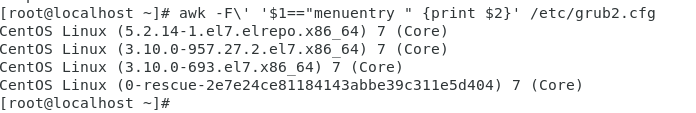 [root@localhost ~]# awk -F\' '$1=="menuentry " {print $2}' /etc/grub2.cfg
CentOS Linux (5.2.14-1.el7.elrepo.x86_64) 7 (Core)
CentOS Linux (3.10.0-957.27.2.el7.x86_64) 7 (Core)
CentOS Linux (3.10.0-693.el7.x86_64) 7 (Core)
CentOS Linux (0-rescue-2e7e24ce81184143abbe39c311e5d404) 7 (Core)
[root@localhost ~]#